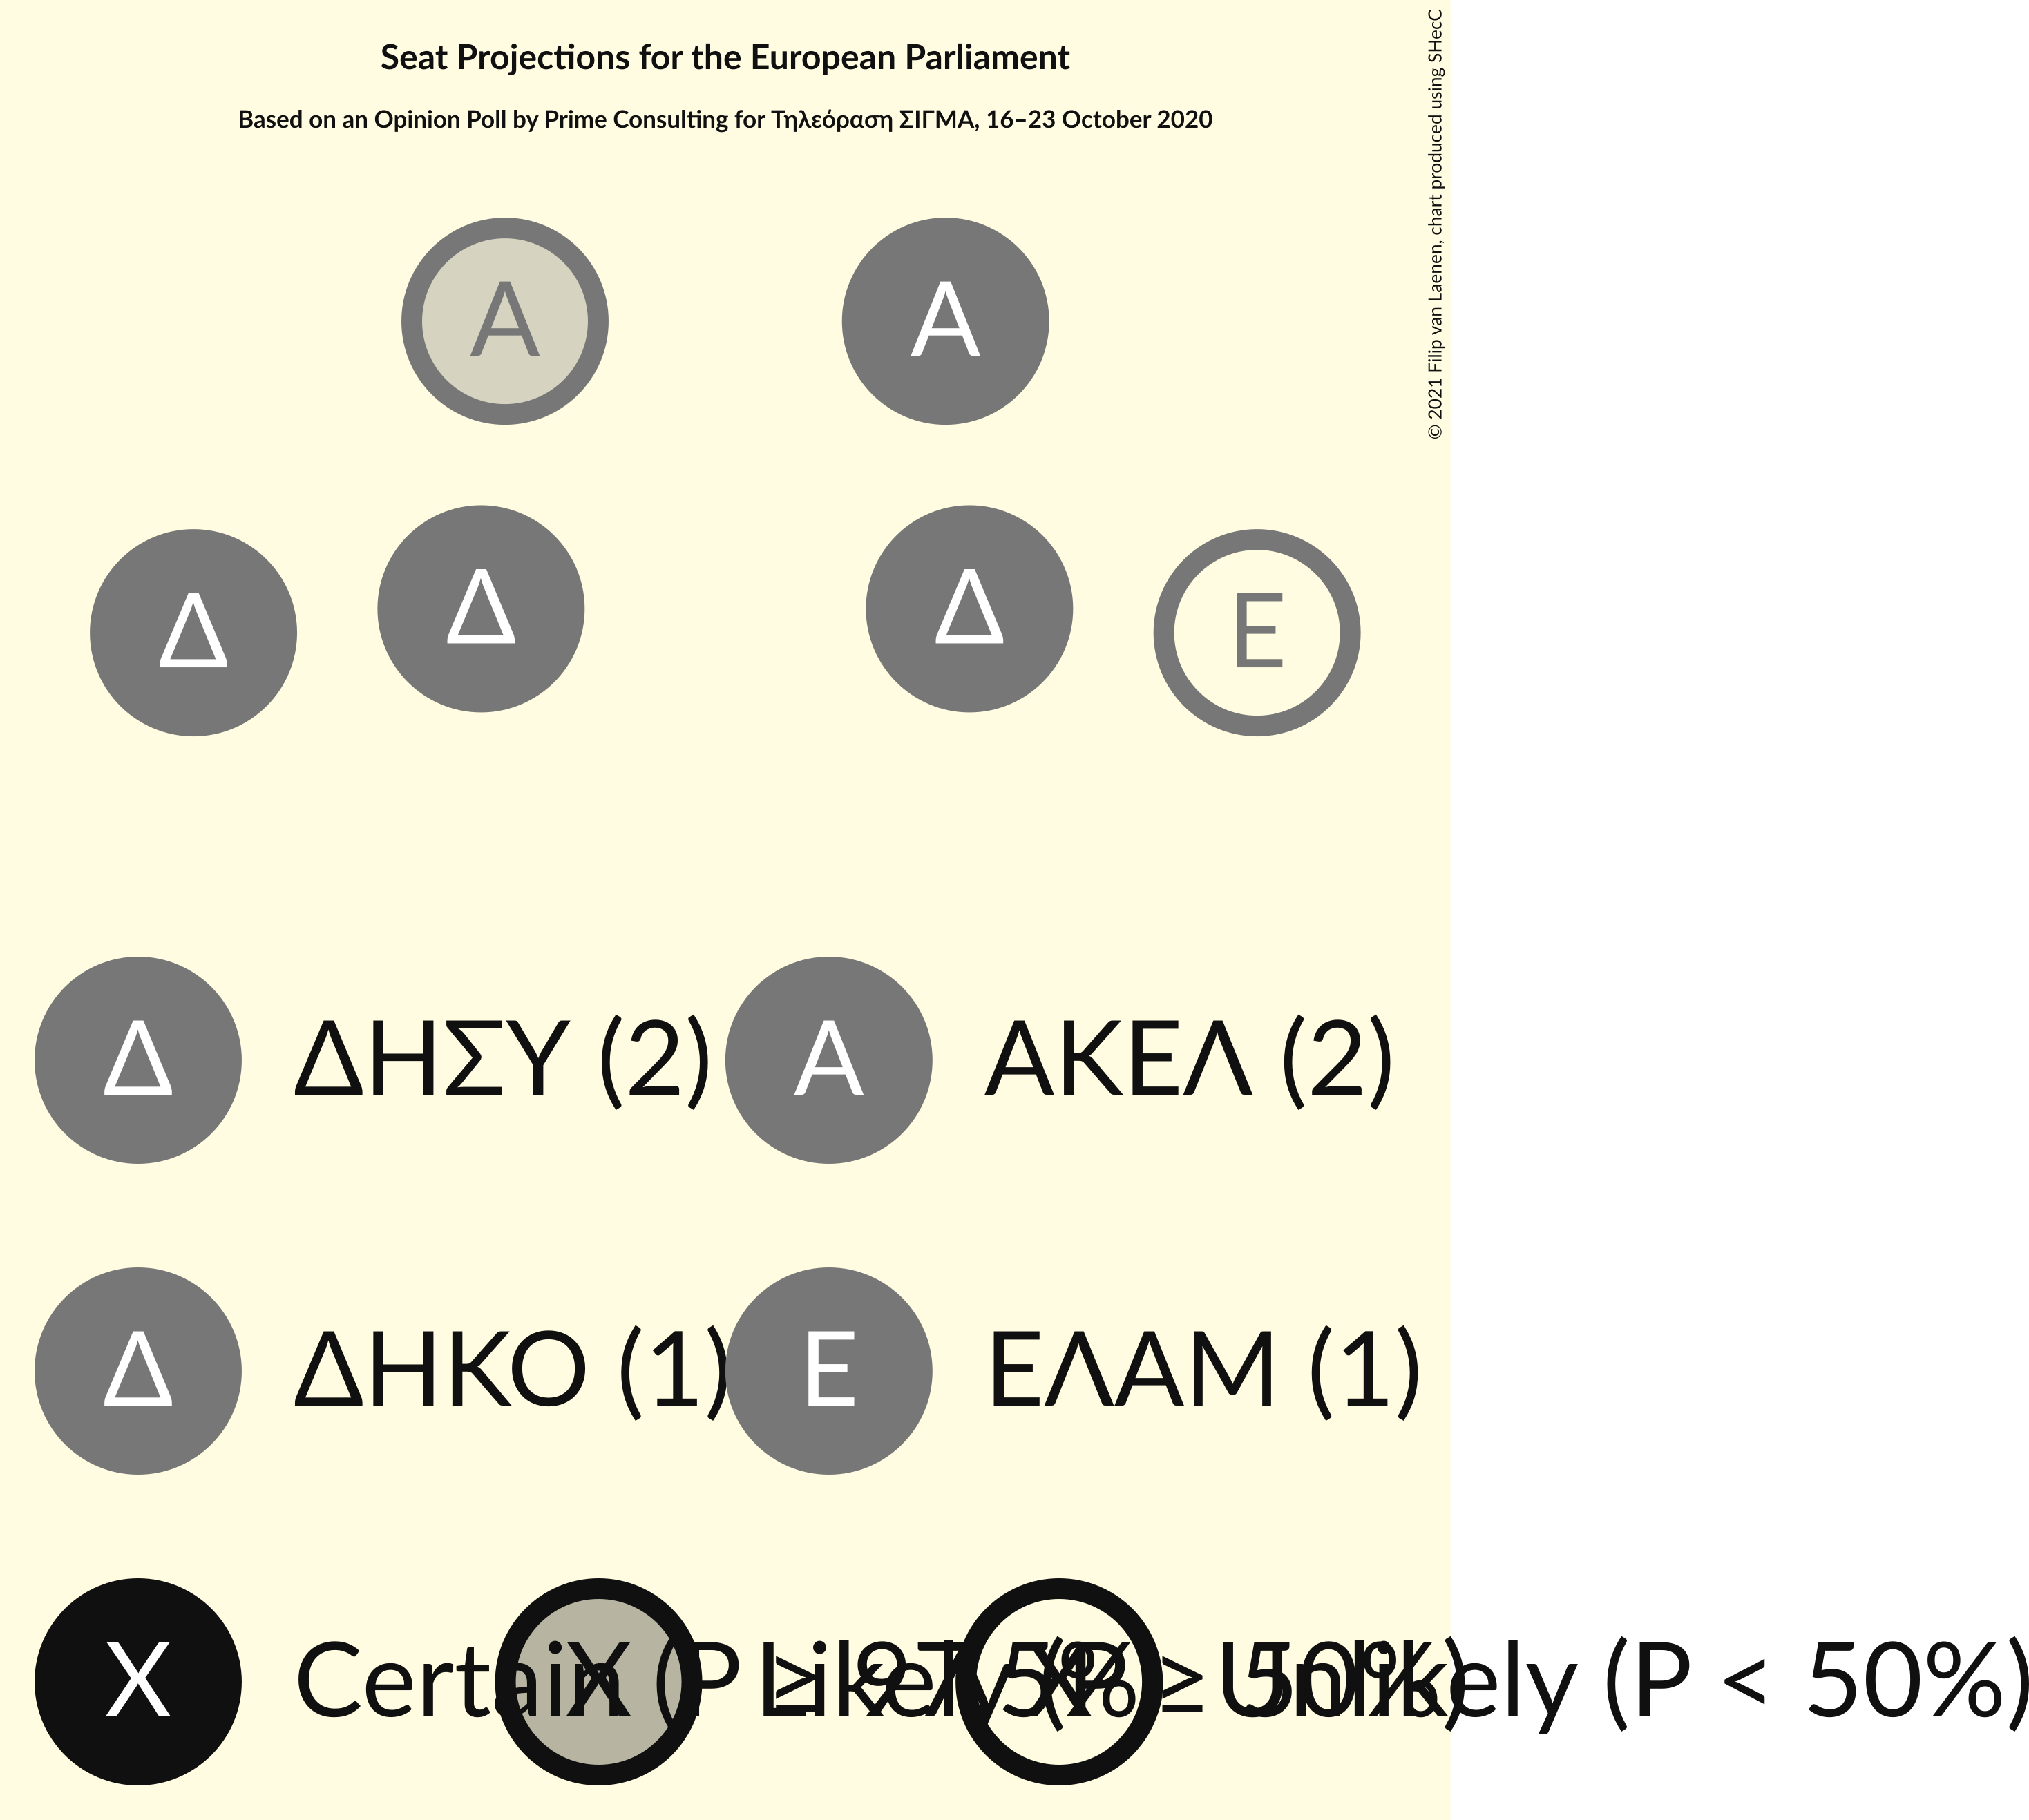 Seat Projections for the European Parliament
Based on an Opinion Poll by Prime Consulting for Τηλεόραση ΣΙΓΜΑ, 16–23 October 2020
© 2021 Filip van Laenen, chart produced using SHecC
Α
Α
Δ
Δ
Δ
Ε
Δ ΔΗΣΥ (2) Α ΑΚΕΛ (2)
Δ ΔΗΚΟ (1) Ε ΕΛΑΜ (1)
X Certain X X Unlikely (P < 50%)